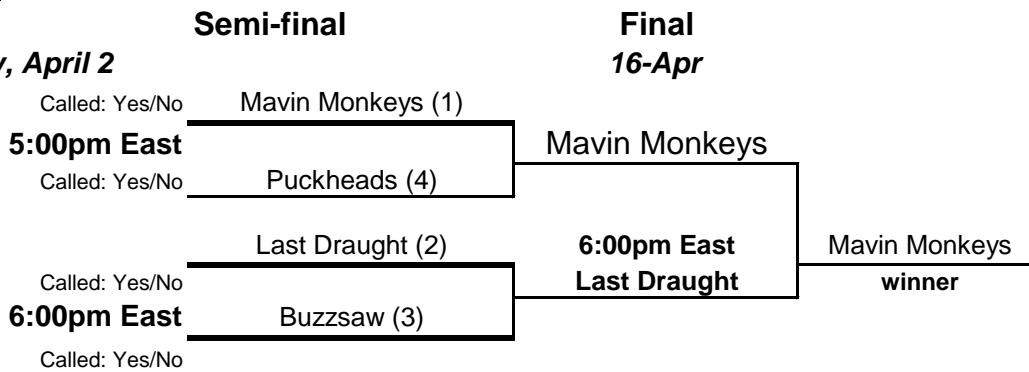 Semi-final Final
April 2 16-Apr
Called: Yes/No Mavin Monkeys (1)
5:00pm East Mavin Monkeys
Called: Yes/No Puckheads (4)
Last Draught (2) 6:00pm East Mavin Monkeys
Called: Yes/No Last Draught winner
6:00pm East Buzzsaw (3)
Called: Yes/No